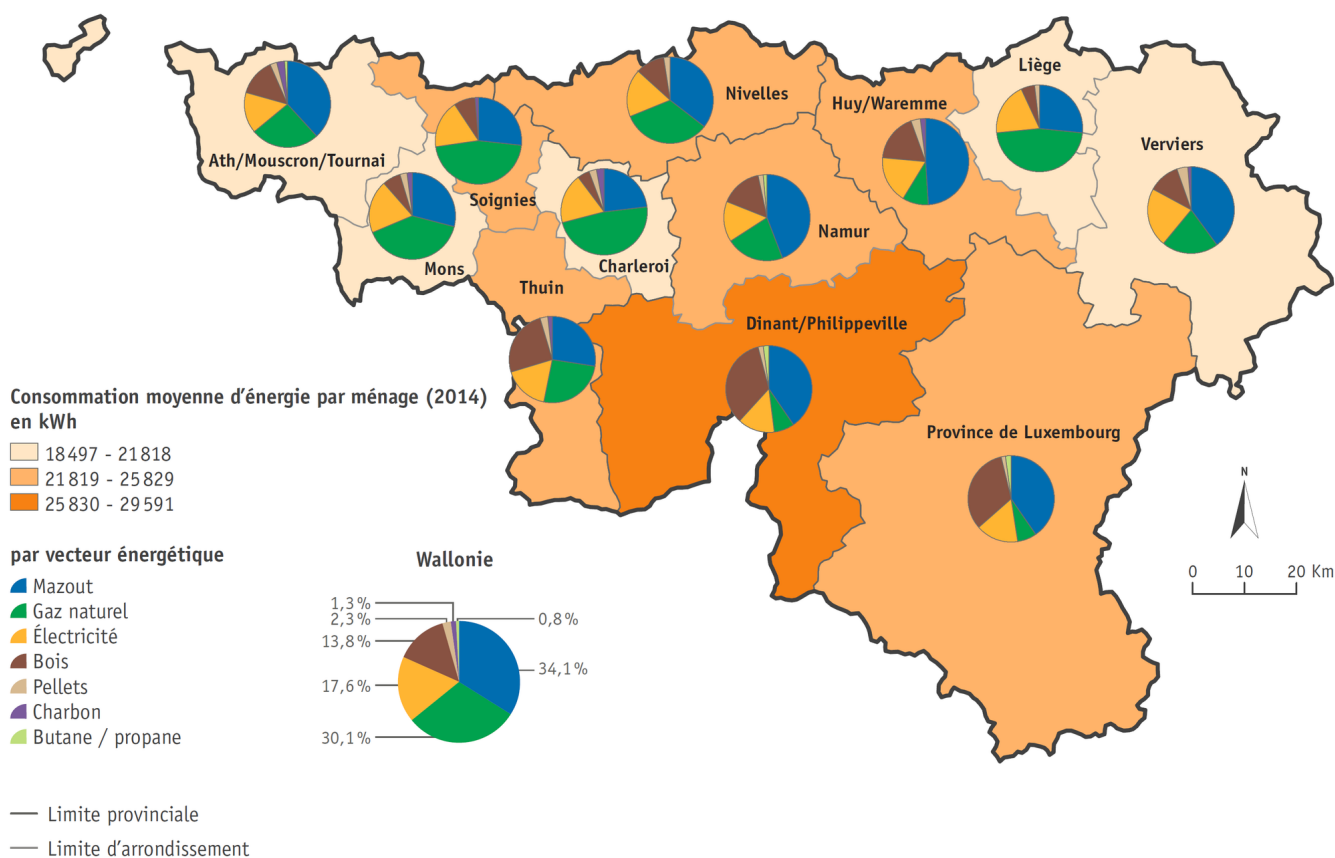 Liège
Nivelles
Huy/Waremme
Verviers
Ath/Mouscron/Tournai
Soignies
Namur
Mons
Charleroi
Thuin
Dinant/Philippeville
Province de Luxembourg
Consommation moyenne d'énergie par ménage (2014)
en kWh
18 497 - 21 818
21 819 - 25 829
25 830 - 29 591
par vecteur énergétique
Mazout
Gaz naturel
Électricité
Bois
Pellets
Charbon
Butane / propane
Wallonie
1,3 %
2,3 %
0,8 %
13,8 %
34,1 %
17,6 %
30,1 %
N
0 10 20 Km
Limite provinciale
Limite d'arrondissement